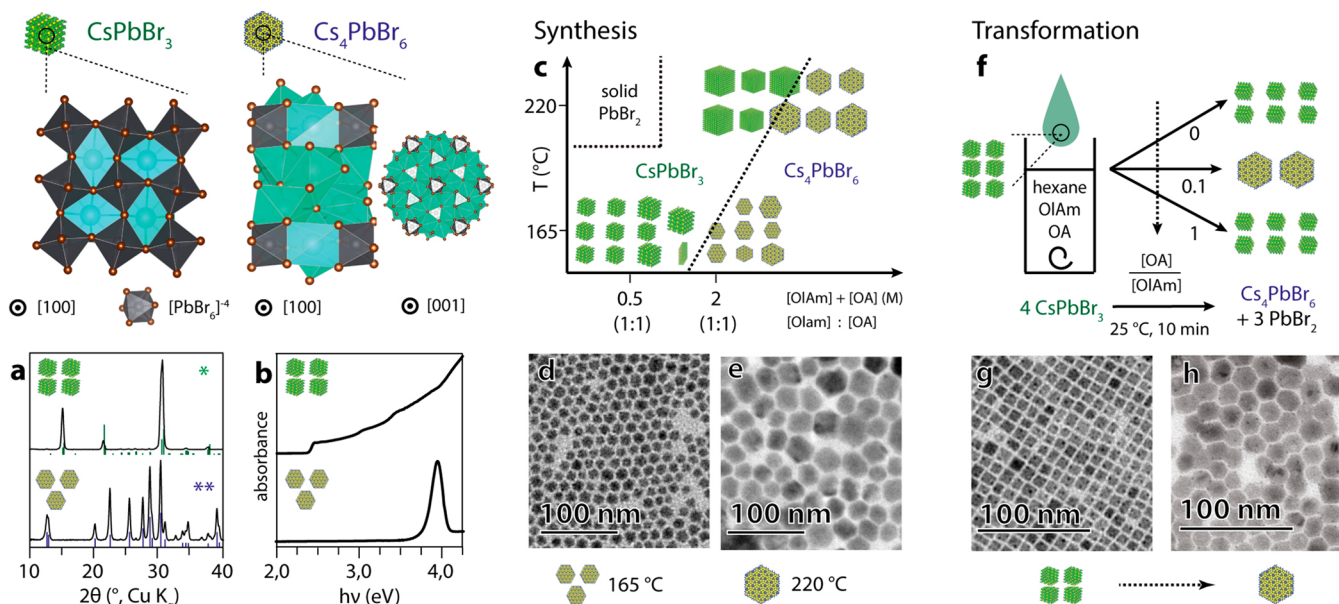 CsPbBr3
Cs4PbBr6
[100]
[PbBr6]-4
[100]
[001]
a
*
**
10 20 30 40
2θ (°, Cu Kα)
b
absorbance
2,0 3,0 4,0
hν (eV)
Synthesis
c
T (°C)
220
165
solid
PbBr2
CsPbBr3
Cs4PbBr6
0.5
2
[OlAm] + [OA] (M)
(1:1)
(1:1)
[Olam] : [OA]
d
100 nm
165 °C
e
100 nm
220 °C
Transformation
f
hexane
OlAm
OA
0
0.1
1
[OA]
[OlAm]
4 CsPbBr3
25 °C, 10 min
Cs4PbBr6
+ 3 PbBr2
g
100 nm
h
100 nm